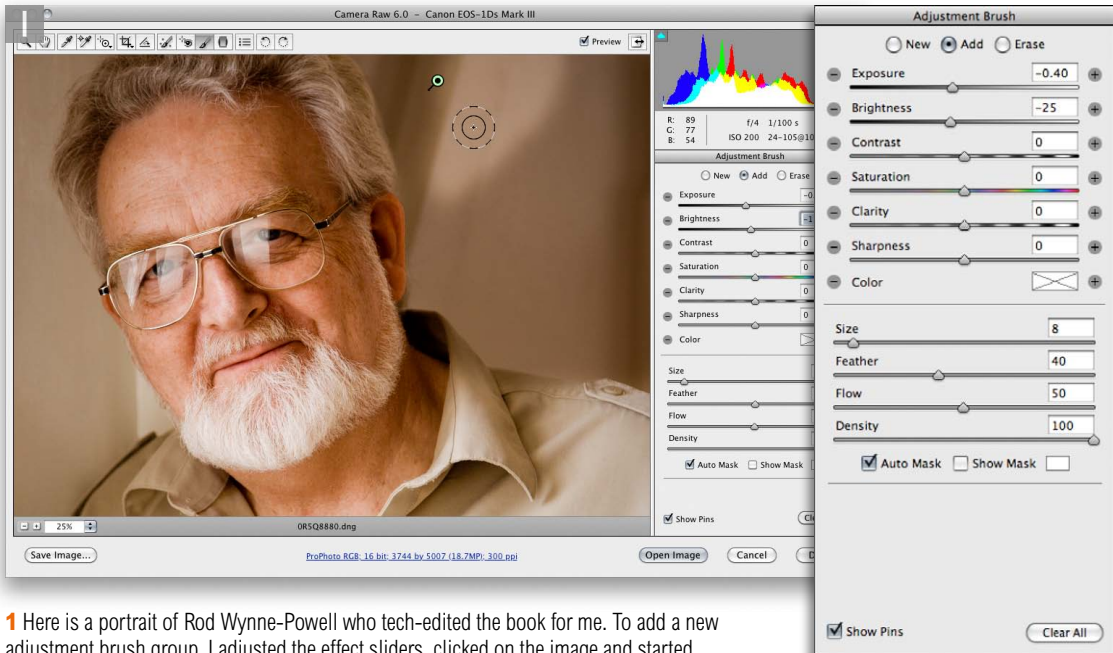 Camera Raw 6.0 – Canon EOS-1Ds Mark III
Preview
R: 89
G: 77
B: 54
f/4 1/100 s
ISO 200 24–105@10
Adjustment Brush
New Add Erase
Exposure
Brightness
Contrast 0
Saturation 0
Clarity 0
Sharpness 0
Color
Size
Feather
Flow
Density
Auto Mask Show Mask
Show Pins
25%
0R5Q8880.dng
Save Image...
ProPhoto RGB; 16 bit; 3744 by 5007 (18.7MP); 300 ppi
Open Image Cancel
Adjustment Brush
New Add Erase
Exposure -0.40
Brightness -25
Contrast 0
Saturation 0
Clarity 0
Sharpness 0
Color
Size 8
Feather 40
Flow 50
Density 100
Auto Mask Show Mask
Show Pins Clear All
1 Here is a portrait of Rod Wynne-Powell who tech-edited the book for me. To add a new
adjustment brush group, I adjusted the effect sliders, clicked on the image and started